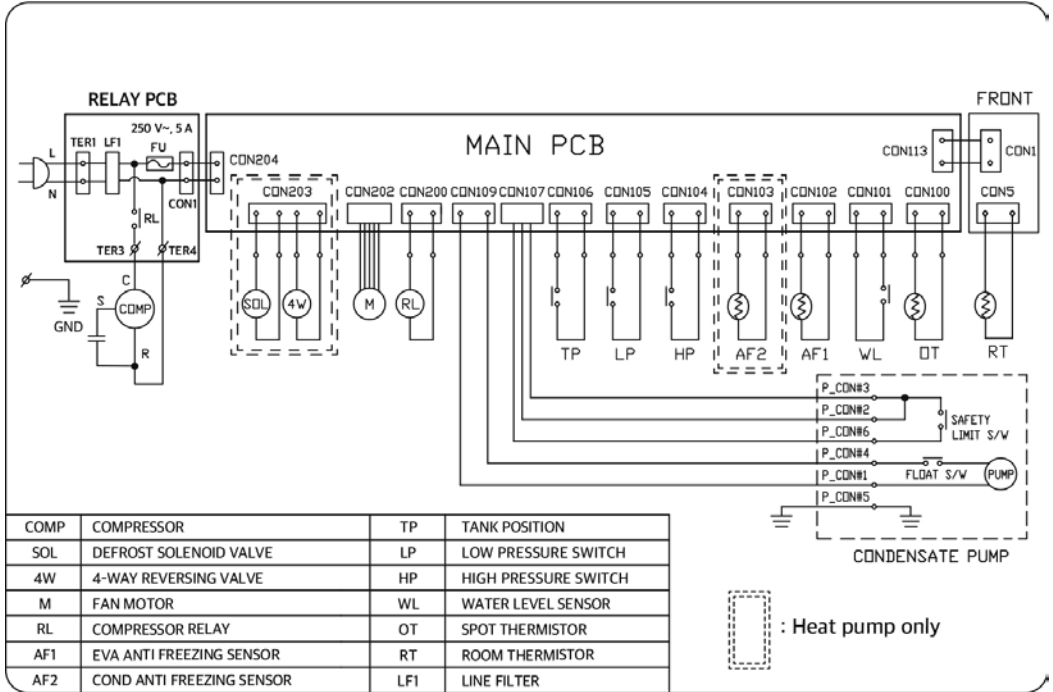 RELAY PCB
FRONT
250 V~, 5 A
TER1 LF1 FU
L
N
CON1
RL
TER3 TER4
CON204
MAIN PCB
CON113
CON1
CON203 CON202 CON200 CON109 CON107 CON106 CON105 CON104 CON103 CON102 CON101 CON100 CON5
C
S
COMP
R
GND
SOL 4W M RL
TP LP HP AF2 AF1 WL OT RT
P_CON#3
P_CON#2
P_CON#6
P_CON#4
P_CON#1
P_CON#5
SAFETY
LIMIT S/W
FLOAT S/W
PUMP
CONDENSATE PUMP
COMP COMPRESSOR TP TANK POSITION
SOL DEFROST SOLENOID VALVE LP LOW PRESSURE SWITCH
4W 4-WAY REVERSING VALVE HP HIGH PRESSURE SWITCH
M FAN MOTOR WL WATER LEVEL SENSOR
RL COMPRESSOR RELAY OT SPOT THERMISTOR
AF1 EVA ANTI FREEZING SENSOR RT ROOM THERMISTOR
AF2 COND ANTI FREEZING SENSOR LF1 LINE FILTER
: Heat pump only